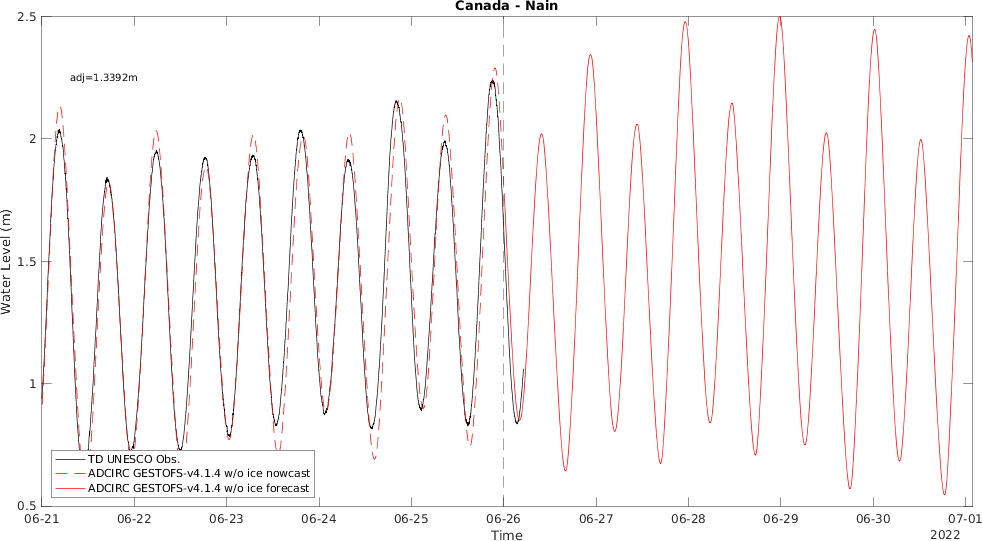 Canada - Nain
2.5
adj=1.3392m
2
Water Level (m)
1.5
1
TD UNESCO Obs.
ADCIRC GESTOFS-v4.1.4 w/o ice nowcast
ADCIRC GESTOFS-v4.1.4 w/o ice forecast
0.5
06-21 06-22 06-23 06-24 06-25 06-26 06-27 06-28 06-29 06-30 07-01
Time 2022